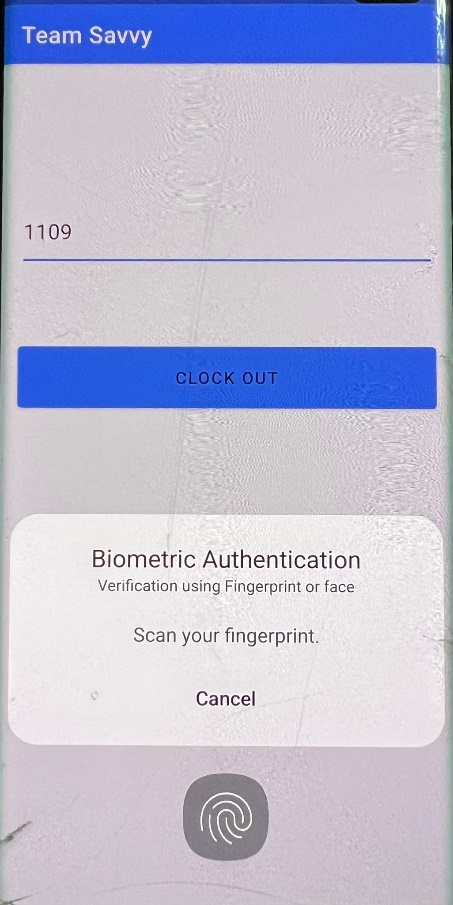 Team Savvy
1109
CLOCK OUT
Biometric Authentication
Verification using Fingerprint or face
Scan your fingerprint.
Cancel